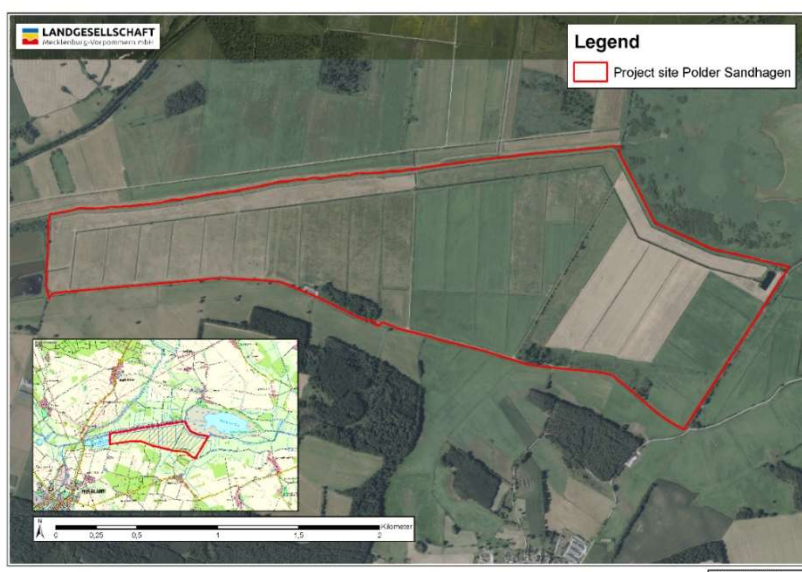 LANDGESELLSCHAFT
Mecklenburg-Vorpommern mbH
Legend
Project site Polder Sandhagen
N
Kilometer
0 0,25 0,5 1 1,5 2